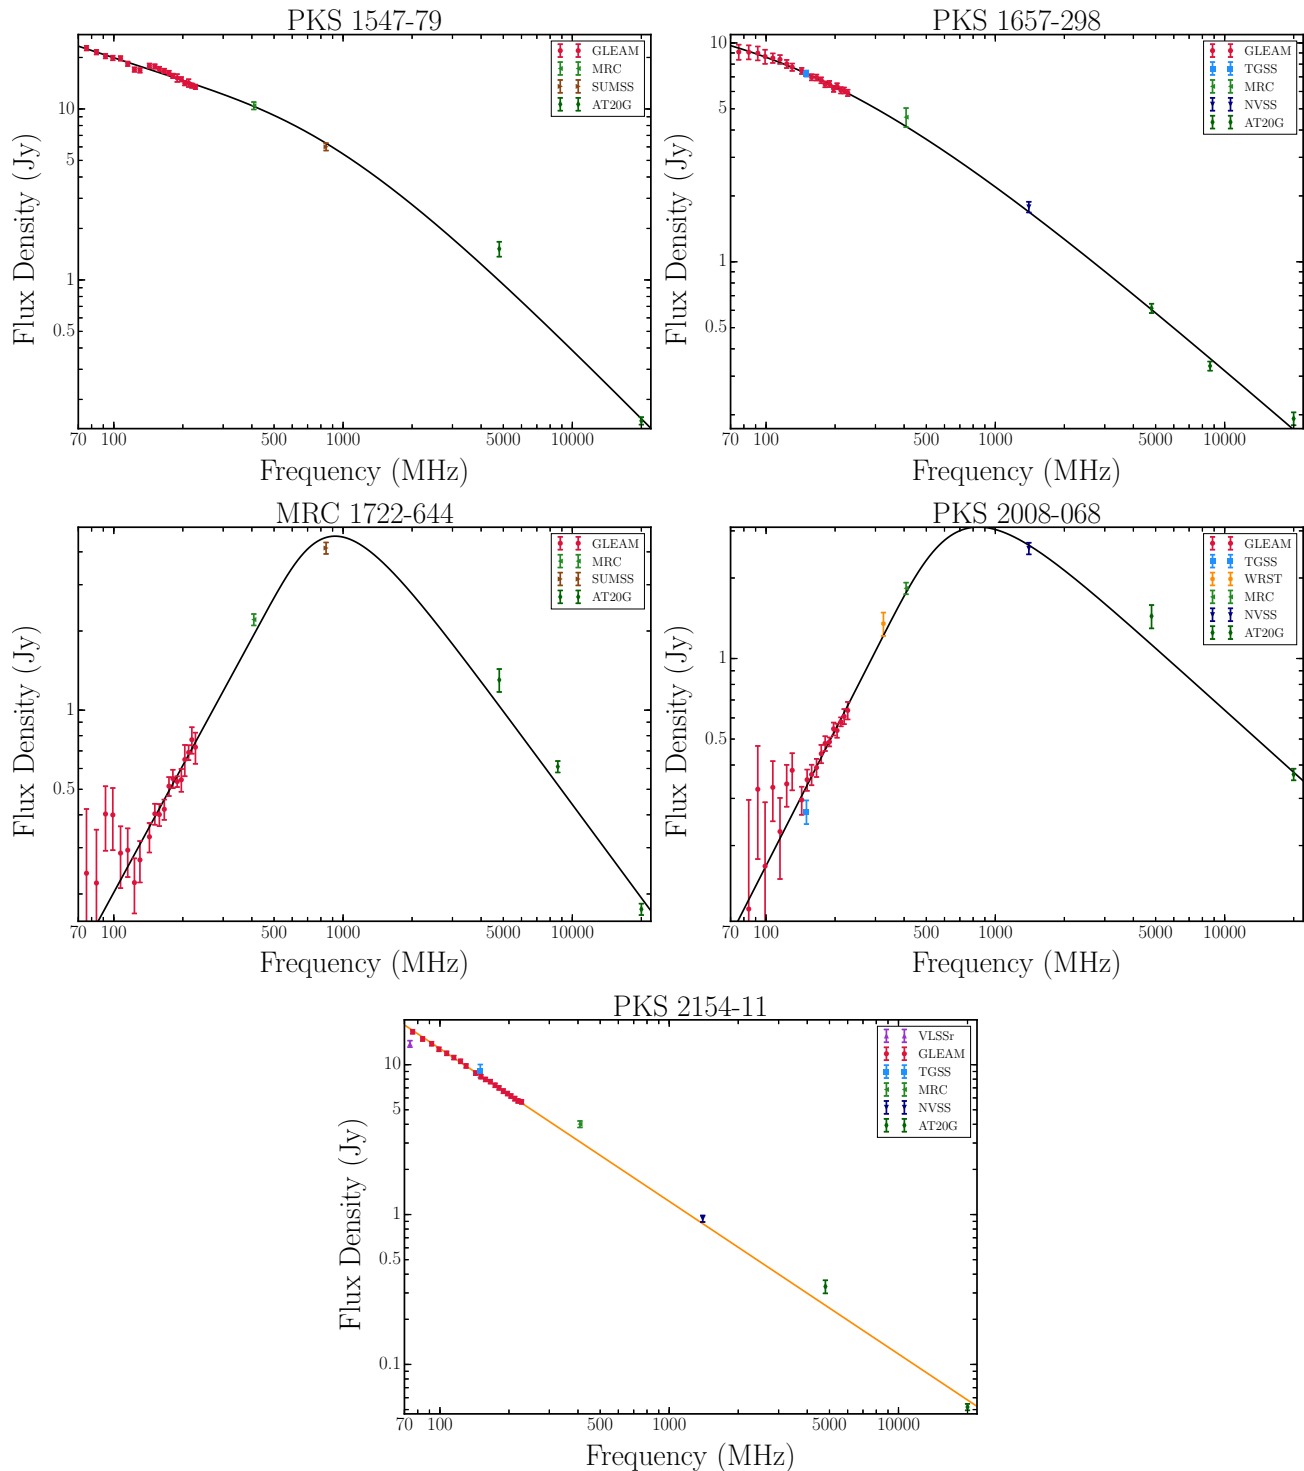 PKS 1547-79
GLEAM
MRC
SUMSS
AT20G
10
5
1
0.5
70 100 500 1000 5000 10000
Flux Density (Jy)
Frequency (MHz)
PKS 1657-298
GLEAM
TGSS
MRC
NVSS
AT20G
10
5
1
0.5
70 100 500 1000 5000 10000
Flux Density (Jy)
Frequency (MHz)
MRC 1722-644
GLEAM
MRC
SUMSS
AT20G
1
0.5
70 100 500 1000 5000 10000
Flux Density (Jy)
Frequency (MHz)
PKS 2008-068
GLEAM
TGSS
WRST
MRC
NVSS
AT20G
1
0.5
70 100 500 1000 5000 10000
Flux Density (Jy)
Frequency (MHz)
PKS 2154-11
VLSSr
GLEAM
TGSS
MRC
NVSS
AT20G
10
5
1
0.5
0.1
70 100 500 1000 5000 10000
Flux Density (Jy)
Frequency (MHz)